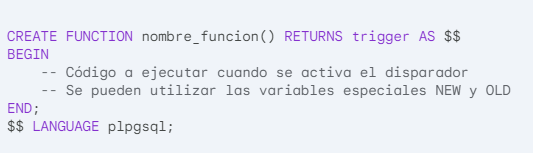 CREATE FUNCTION nombre_funcion() RETURNS trigger AS $$
BEGIN
    -- Código a ejecutar cuando se activa el disparador
    -- Se pueden utilizar las variables especiales NEW y OLD
END;
$$ LANGUAGE plpgsql;